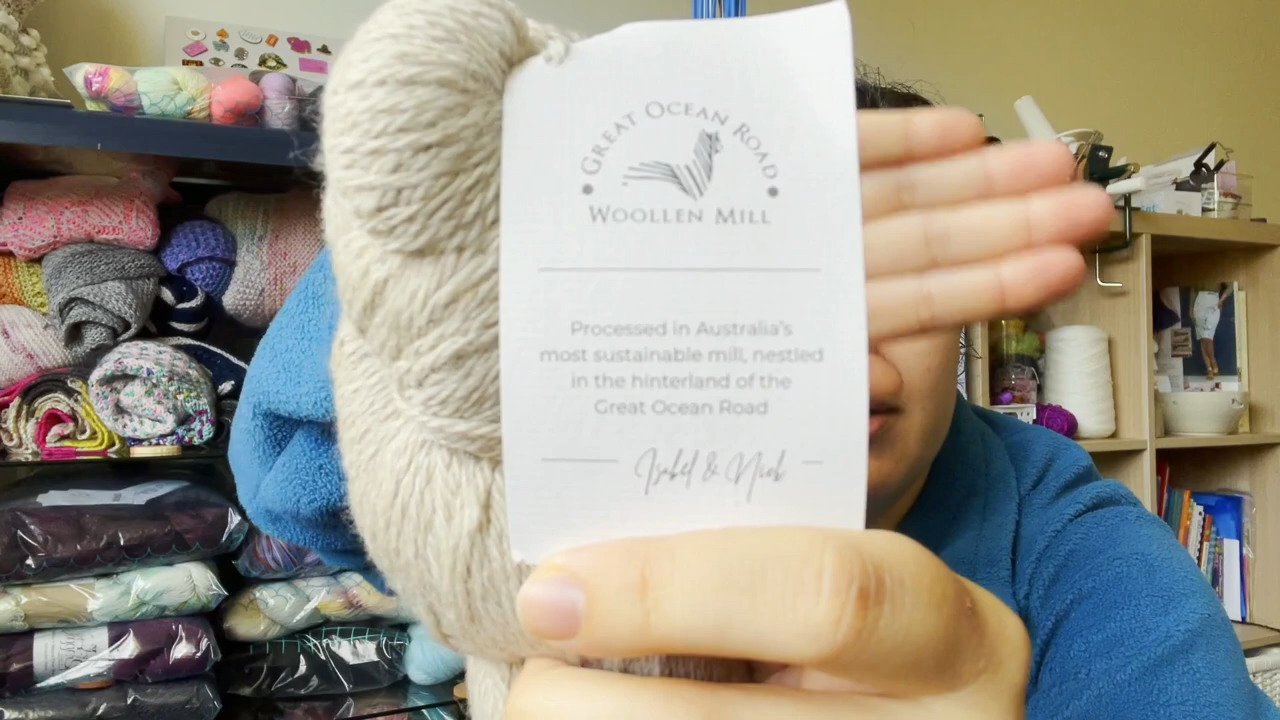 GREAT OCEAN ROAD
WOOLLEN MILL
Processed in Australia's
most sustainable mill, nestled
in the hinterland of the
Great Ocean Road
Isabel & Nick